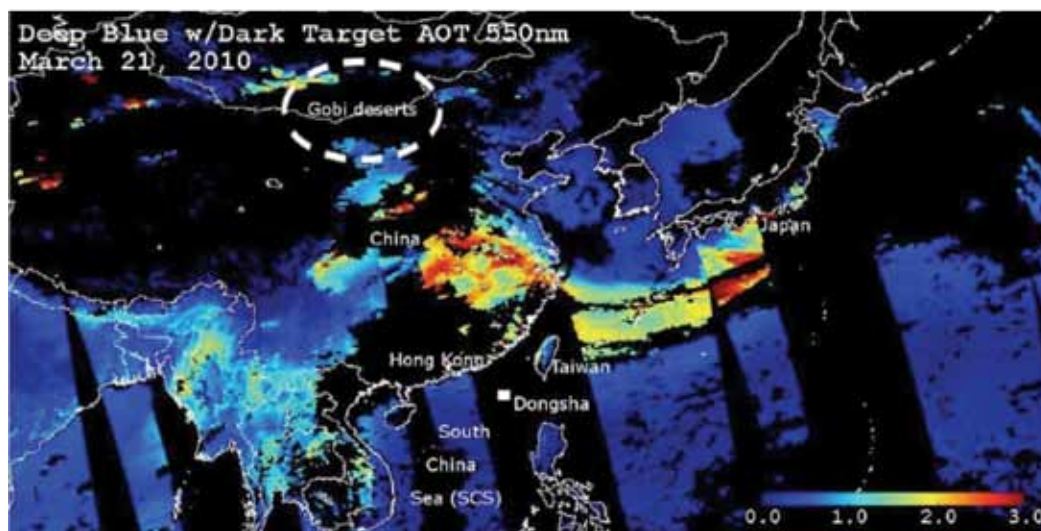 Deep Blue w/Dark Target AOT 550nm
March 21, 2010
Gobi deserts
China
Japan
Hong Kong
Taiwan
Dongsha
South
China
Sea (SCS)
0.0 1.0 2.0 3.0